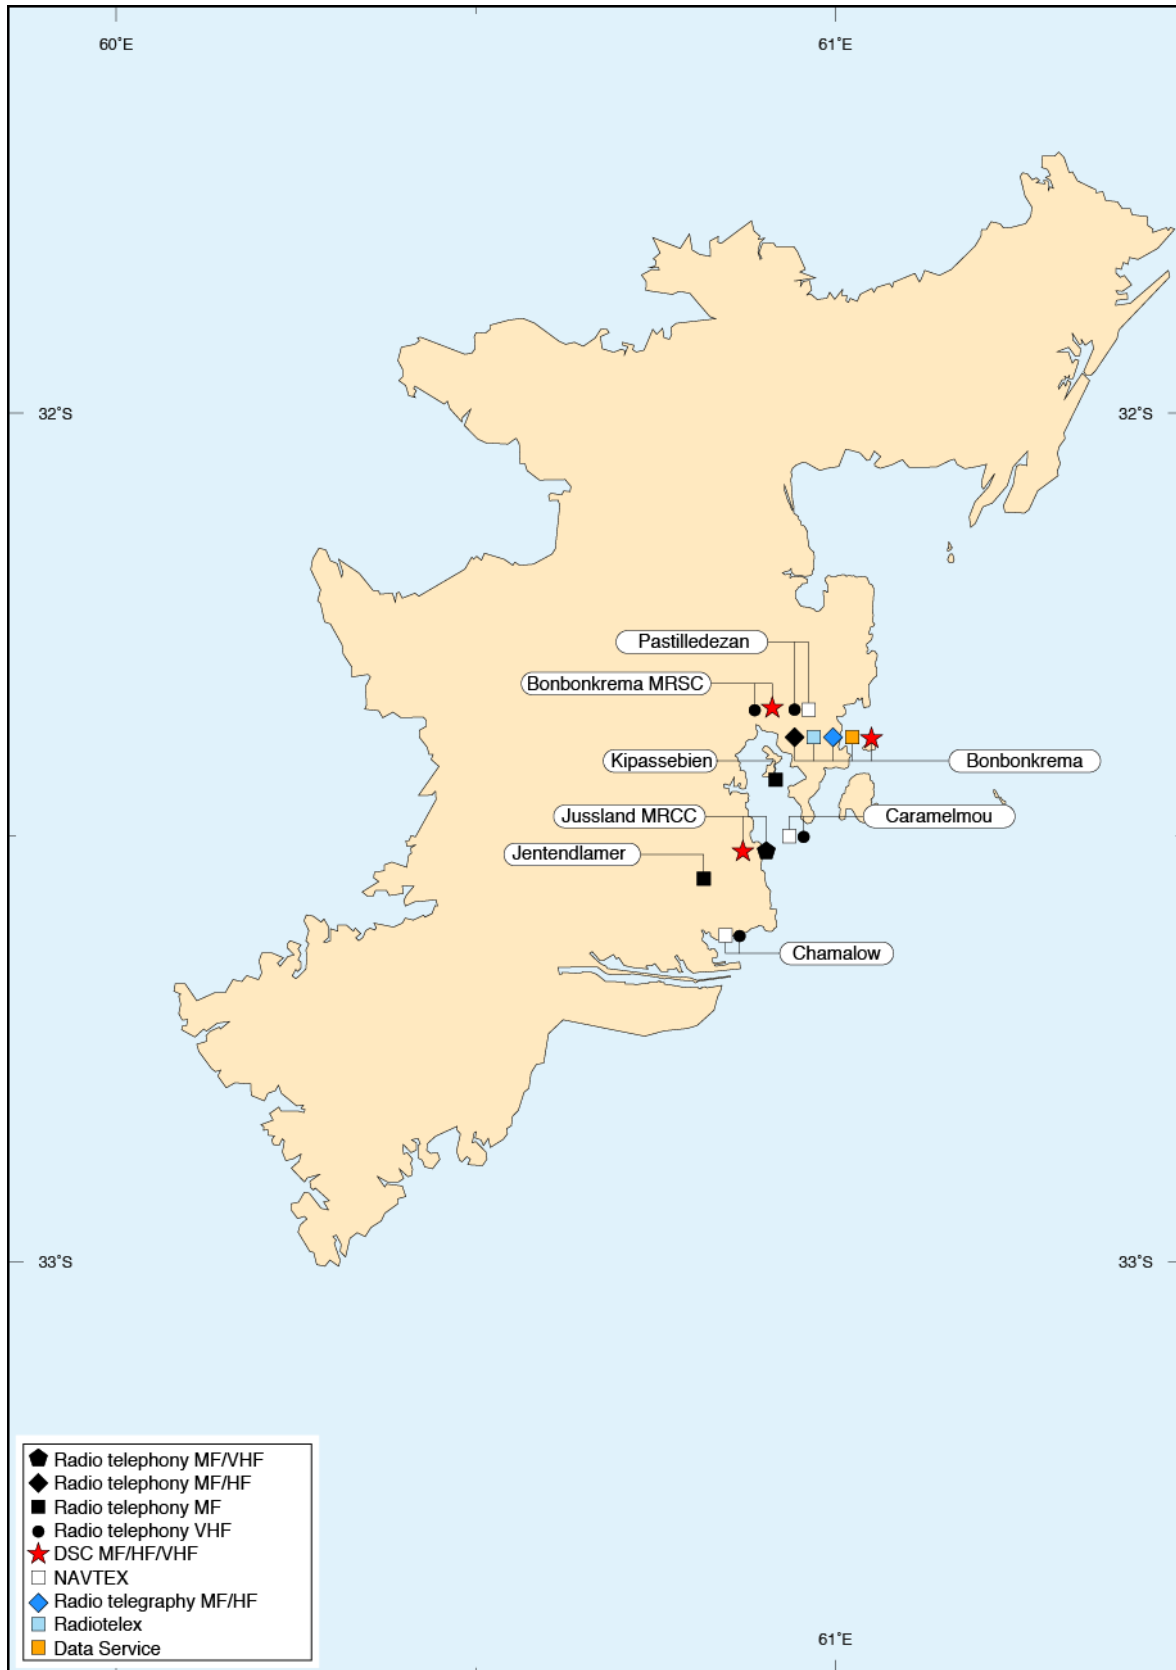 60˚E
61˚E
32˚S
32˚S
Pastilledezan
Bonbonkrema MRSC
Kipassebien
Bonbonkrema
Jussland MRCC
Caramelmou
Jentendlamer
Chamalow
33˚S
33˚S
Radio telephony MF/VHF
Radio telephony MF/HF
Radio telephony MF
Radio telephony VHF
DSC MF/HF/VHF
NAVTEX
Radio telegraphy MF/HF
Radiotelex
Data Service
61˚E